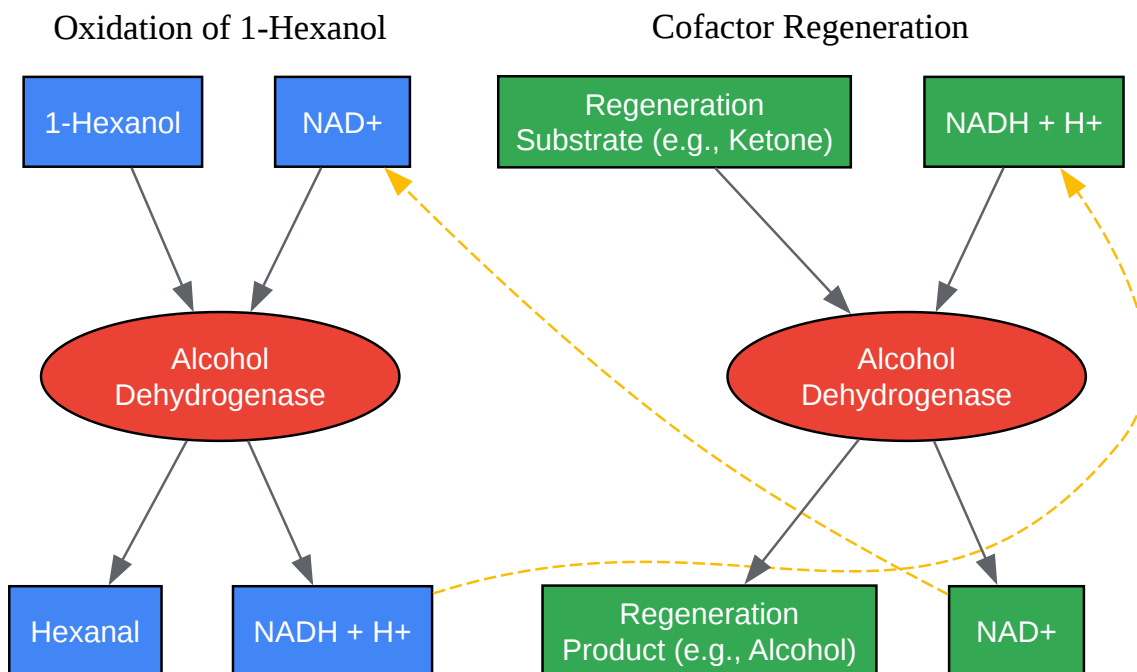 Oxidation of 1-Hexanol
Cofactor Regeneration
1-Hexanol
NAD+
Regeneration
Substrate (e.g., Ketone)
NADH + H+
Alcohol
Dehydrogenase
Alcohol
Dehydrogenase
Hexanal
NADH + H+
Regeneration
Product (e.g., Alcohol)
NAD+